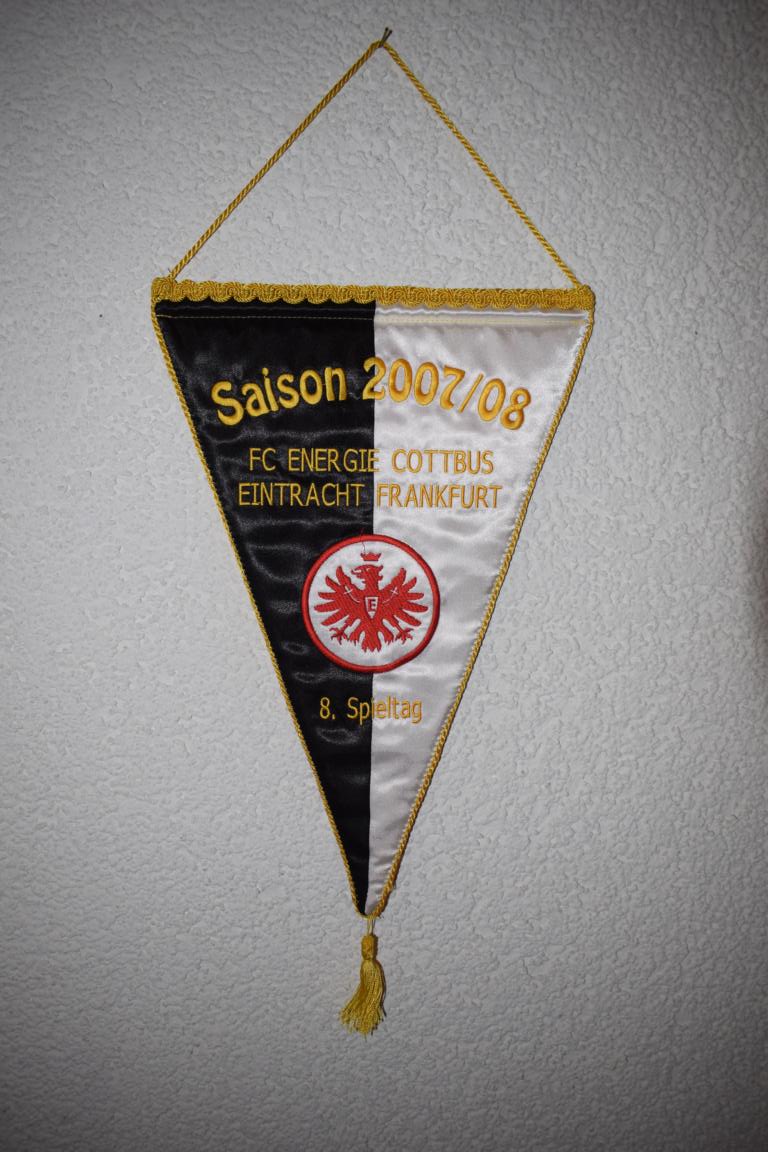 Saison 2007/08
FC ENERGIE COTTBUS
EINTRACHT FRANKFURT
E
8. Spieltag